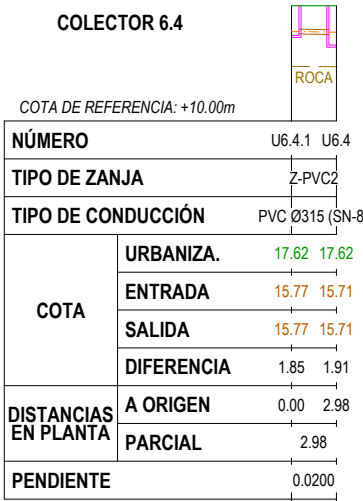 COLECTOR 6.4
ROCA
COTA DE REFERENCIA: +10.00m
NÚMERO U6.4.1 U6.4
TIPO DE ZANJA Z-PVC2
TIPO DE CONDUCCIÓN PVC Ø315 (SN-8
COTA
URBANIZA. 17.62 17.62
ENTRADA 15.77 15.71
SALIDA 15.77 15.71
DIFERENCIA 1.85 1.91
DISTANCIAS EN PLANTA
A ORIGEN 0.00 2.98
PARCIAL 2.98
PENDIENTE 0.0200